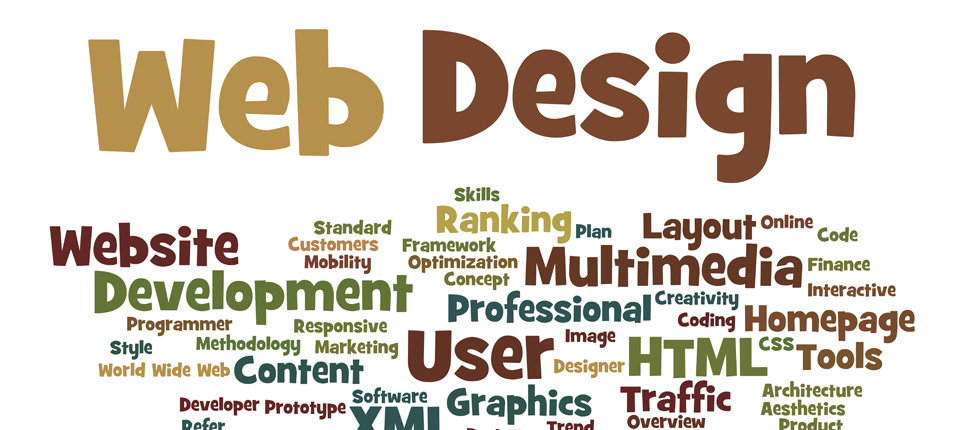 Web Design
Skills
Ranking
Standard
Plan
Layout
Online
Code
Website
Customers
Framework
Mobility
Optimization
Multimedia
Finance
Concept
Development
Interactive
Professional
Creativity
Programmer
Responsive
Coding
Homepage
Style
Methodology
Marketing
User
Image
HTML
CSS
Tools
World Wide Web
Content
Designer
Developer
Prototype
Software
Graphics
Traffic
Architecture
Aesthetics
Refer
XML
Trend
Overview
Product